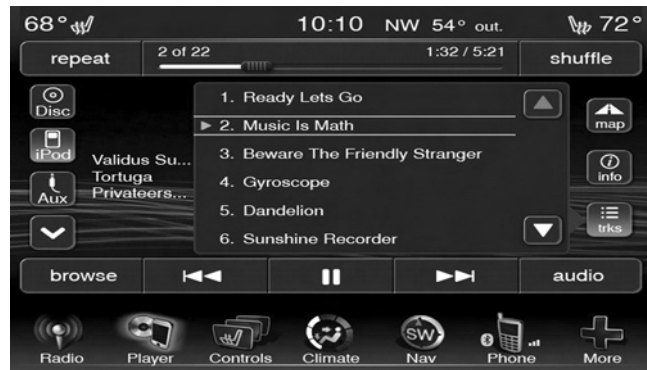 68° 10:10 NW 54° out. 72°
repeat 2 of 22 1:32 / 5:21 shuffle
Disc
iPod
Aux
Validus Su...
Tortuga
Privateers...
1. Ready Lets Go
2. Music Is Math
3. Beware The Friendly Stranger
4. Gyroscope
5. Dandelion
6. Sunshine Recorder
map
info
trks
browse audio
SW
Radio Player Controls Climate Nav Phone More